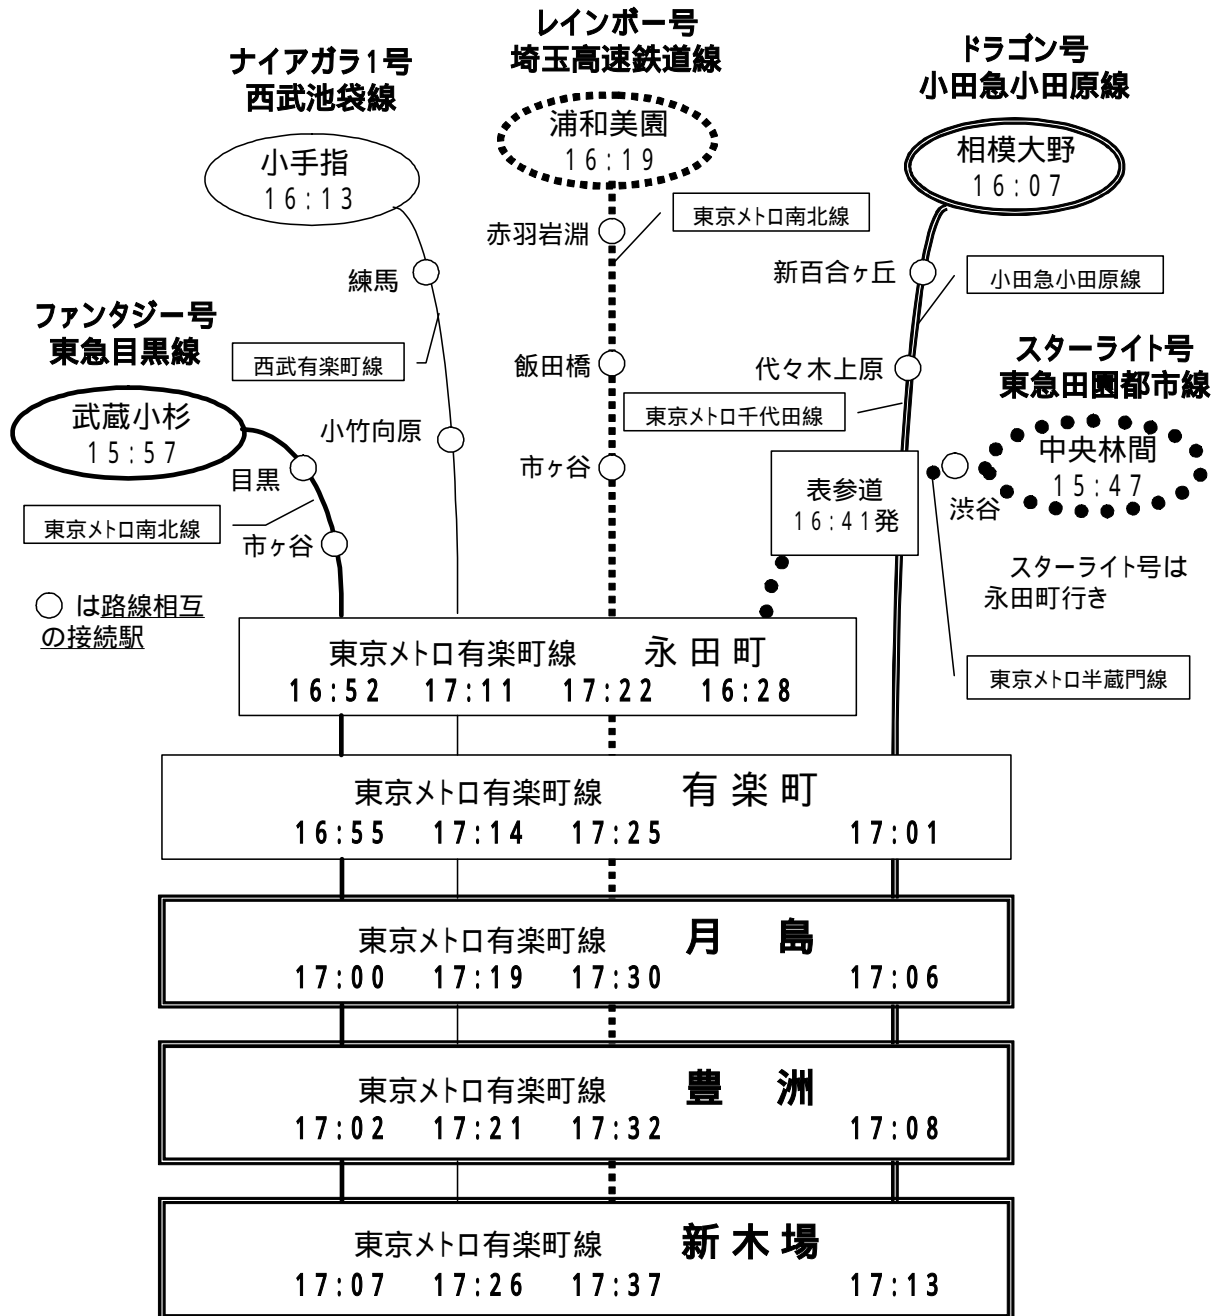 レインボー号
埼玉高速鉄道線
ナイアガラ1号
西武池袋線
ドラゴン号
小田急小田原線
浦和美園
16:19
小手指
16:13
相模大野
16:07
東京メトロ南北線
赤羽岩淵
練馬
新百合ヶ丘
小田急小田原線
ファンタジー号
東急目黒線
西武有楽町線
飯田橋
代々木上原
スターライト号
東急田園都市線
武蔵小杉
15:57
小竹向原
東京メトロ千代田線
中央林間
15:47
目黒
市ヶ谷
表参道
16:41発
渋谷
東京メトロ南北線
市ヶ谷
スターライト号は
永田町行き
○ は路線相互
の接続駅
東京メトロ有楽町線 永田町
16:52 17:11 17:22 16:28
東京メトロ半蔵門線
東京メトロ有楽町線 有楽町
16:55 17:14 17:25 17:01
東京メトロ有楽町線 月島
17:00 17:19 17:30 17:06
東京メトロ有楽町線 豊洲
17:02 17:21 17:32 17:08
東京メトロ有楽町線 新木場
17:07 17:26 17:37 17:13